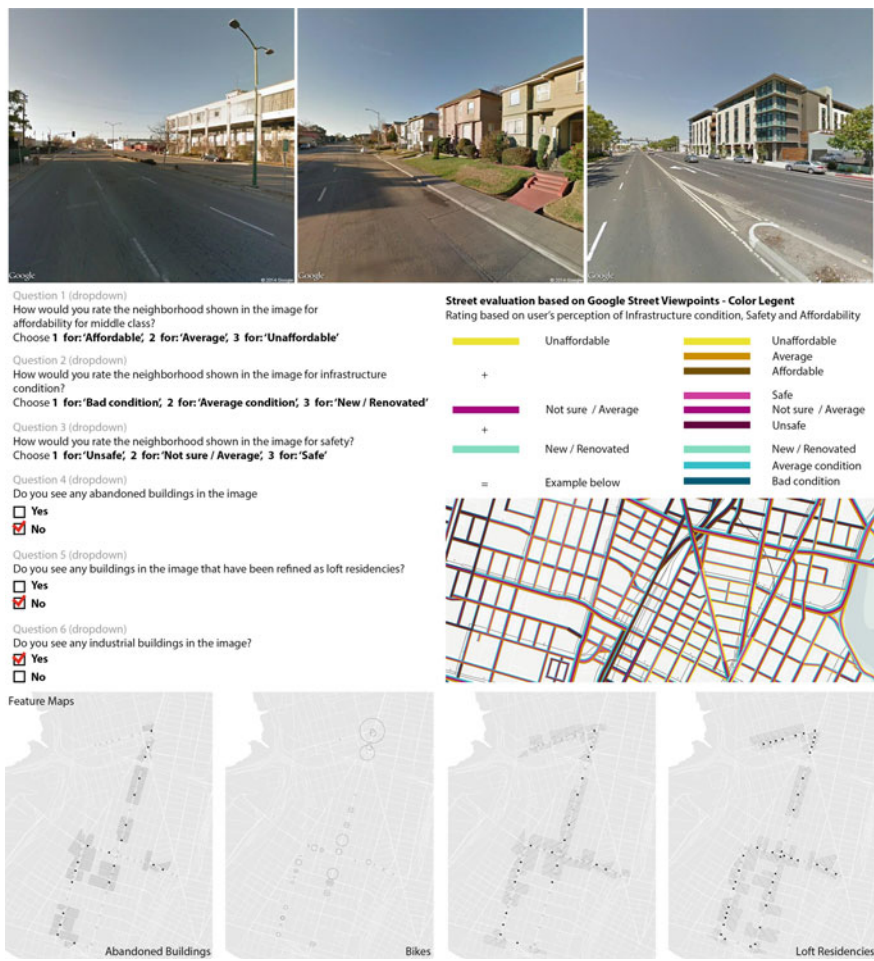 Google
© 2014 Google
Google
© 2014 Google
Google
© 2014 Google
Question 1 (dropdown)
How would you rate the neighborhood shown in the image for
affordability for middle class?
Choose 1 for: 'Affordable', 2 for: 'Average', 3 for: 'Unaffordable'
Question 2 (dropdown)
How would you rate the neighborhood shown in the image for infrastructure
condition?
Choose 1 for: 'Bad condition', 2 for: 'Average condition', 3 for: 'New / Renovated'
Question 3 (dropdown)
How would you rate the neighborhood shown in the image for safety?
Choose 1 for: 'Unsafe', 2 for: 'Not sure / Average', 3 for: 'Safe'
Question 4 (dropdown)
Do you see any abandoned buildings in the image
Yes
No
Question 5 (dropdown)
Do you see any buildings in the image that have been refined as loft residencies?
Yes
No
Question 6 (dropdown)
Do you see any industrial buildings in the image?
Yes
No
Street evaluation based on Google Street Viewpoints - Color Legent
Rating based on user's perception of Infrastructure condition, Safety and Affordability
Unaffordable
+
Not sure / Average
+
New / Renovated
=
Example below
Unaffordable
Average
Affordable
Safe
Not sure / Average
Unsafe
New / Renovated
Average condition
Bad condition
Feature Maps
Abandoned Buildings
Bikes
Loft Residencies